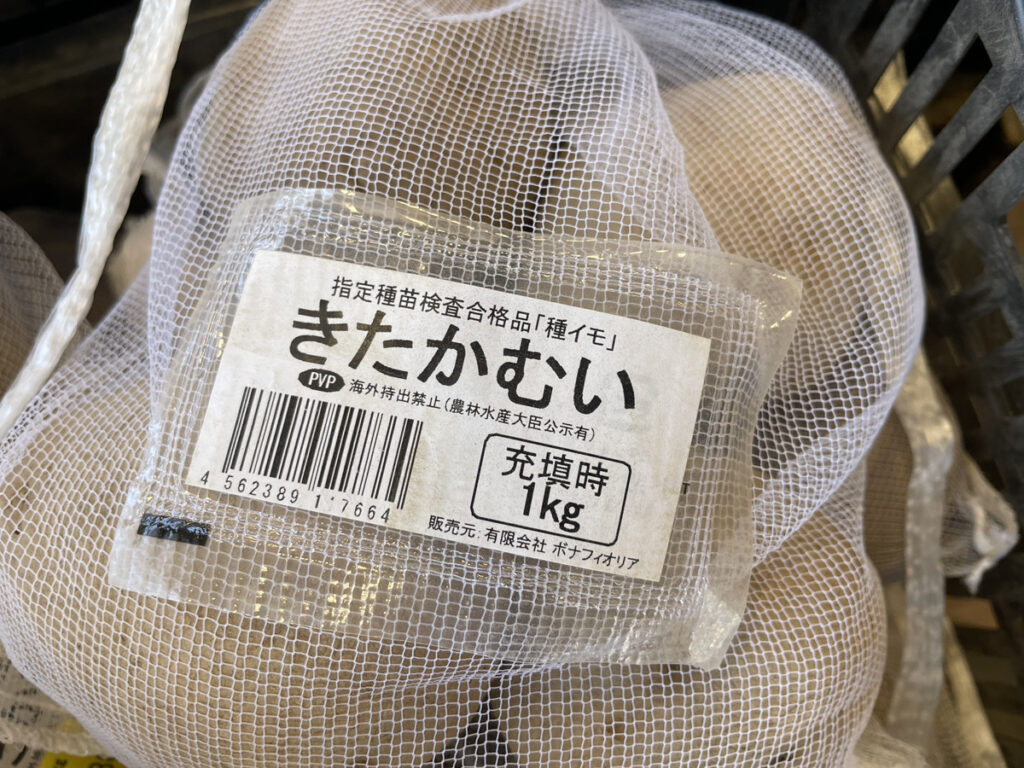 指定種苗検査合格品「種イモ」
きたかむい
PVP 海外持出禁止(農林水産大臣公示有)
充填時
1kg
4 562389 17664
販売元:有限会社 ボナフィオリア